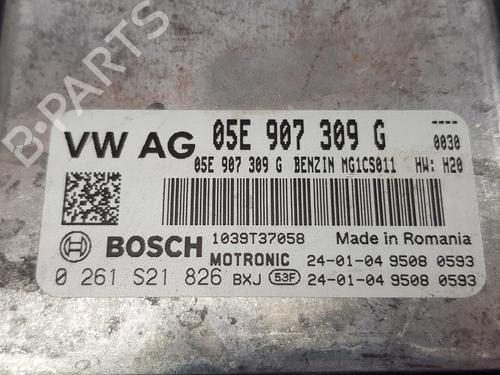 VW AG 05E 907 309 G ----
0030
05E 907 309 G BENZIN MG1CS011 HW: H20
BOSCH 1039T37058 Made in Romania
MOTRONIC 24-01-04 9508 0593
0 261 S21 826 BXJ 53F 24-01-04 9508 0593
B-PARTS